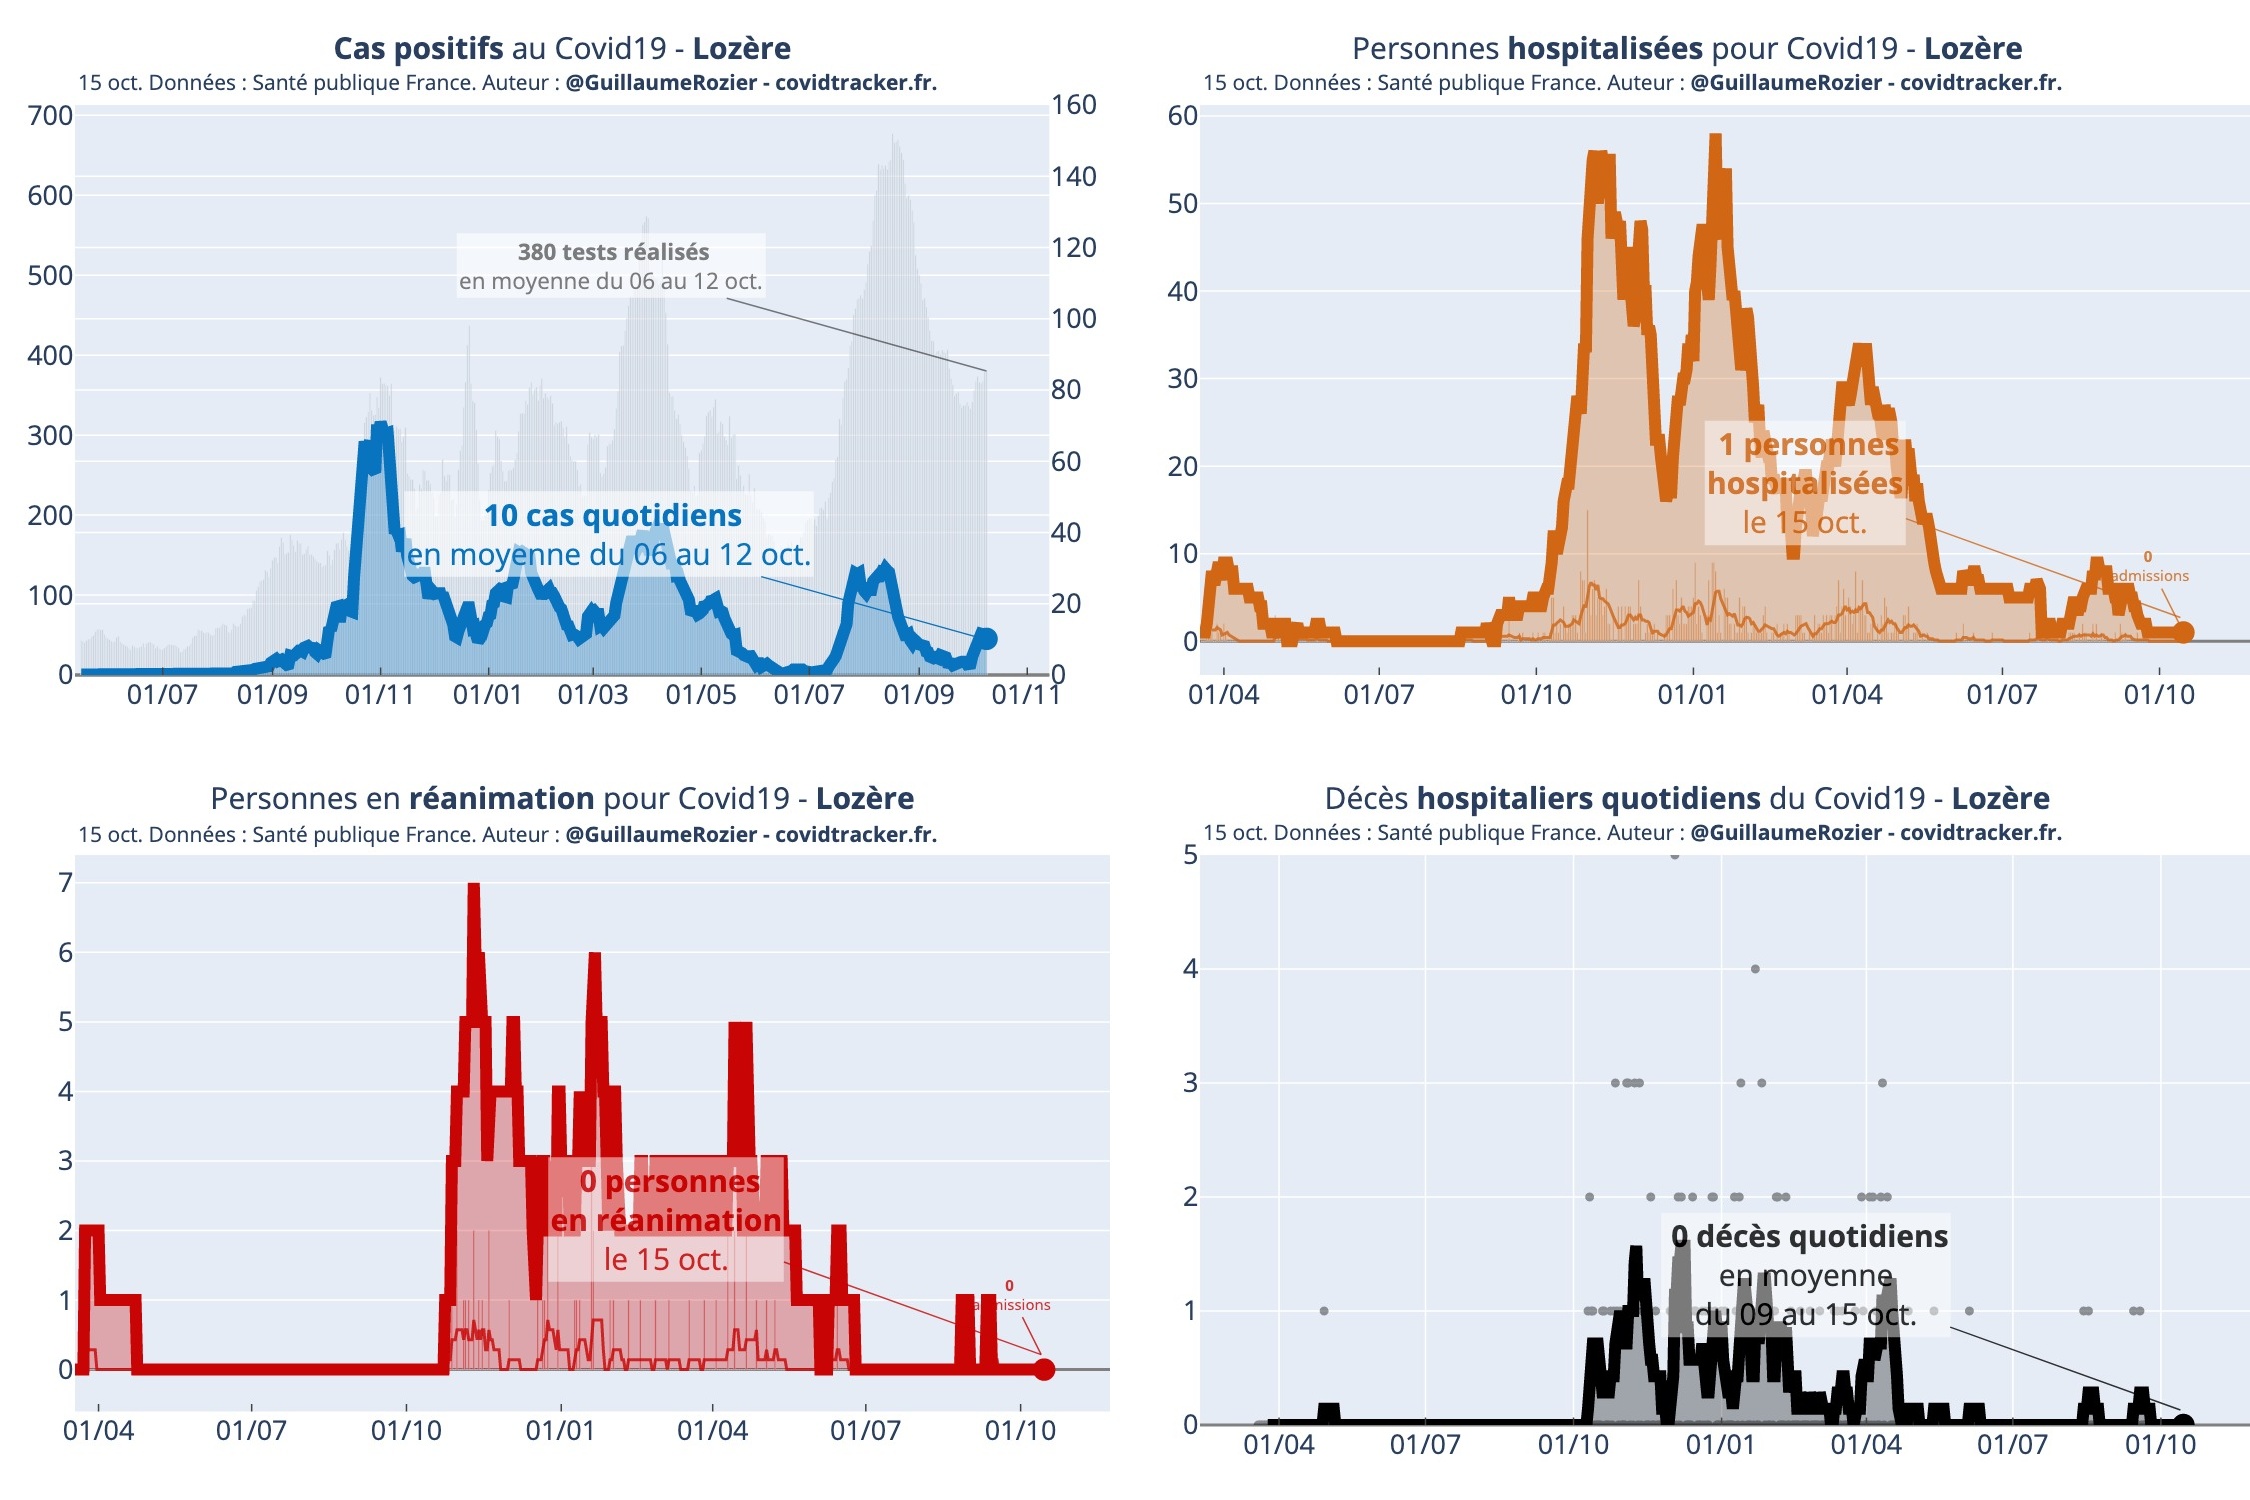 Cas positifs au Covid19 - Lozère
15 oct. Données : Santé publique France. Auteur : @GuillaumeRozier - covidtracker.fr.
700
600
500
400
300
200
100
0
160
140
120
100
80
60
40
20
0
380 tests réalisés
en moyenne du 06 au 12 oct.
10 cas quotidiens
en moyenne du 06 au 12 oct.
01/07 01/09 01/11 01/01 01/03 01/05 01/07 01/09 01/11
Personnes hospitalisées pour Covid19 - Lozère
15 oct. Données : Santé publique France. Auteur : @GuillaumeRozier - covidtracker.fr.
60
50
40
30
20
10
0
1 personnes
hospitalisées
le 15 oct.
0
admissions
01/04 01/07 01/10 01/01 01/04 01/07 01/10
Personnes en réanimation pour Covid19 - Lozère
15 oct. Données : Santé publique France. Auteur : @GuillaumeRozier - covidtracker.fr.
7
6
5
4
3
2
1
0
0 personnes
en réanimation
le 15 oct.
0
admissions
01/04 01/07 01/10 01/01 01/04 01/07 01/10
Décès hospitaliers quotidiens du Covid19 - Lozère
15 oct. Données : Santé publique France. Auteur : @GuillaumeRozier - covidtracker.fr.
5
4
3
2
1
0
0 décès quotidiens
en moyenne
du 09 au 15 oct.
01/04 01/07 01/10 01/01 01/04 01/07 01/10